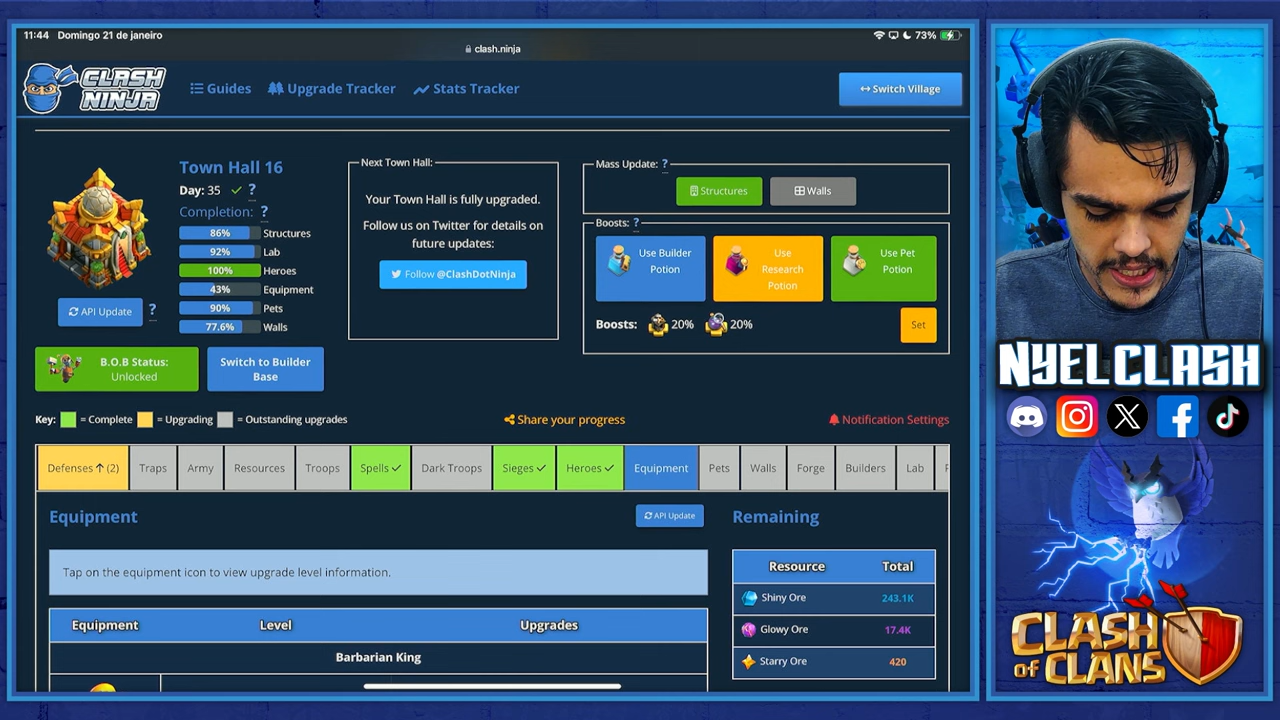 11:44 Domingo 21 de janeiro
73%
clash.ninja
CLASH
NINJA
Guides
Upgrade Tracker
Stats Tracker
Switch Village
Town Hall 16
Day: 35 ?
Completion: ?
86% Structures
92% Lab
100% Heroes
43% Equipment
90% Pets
77.6% Walls
API Update ?
Next Town Hall:
Your Town Hall is fully upgraded.
Follow us on Twitter for details on
future updates:
Follow @ClashDotNinja
Mass Update: ?
Structures
Walls
Boosts: ?
Use Builder
Potion
Use
Research
Potion
Use Pet
Potion
Boosts: 20% 20%
Set
B.O.B Status:
Unlocked
Switch to Builder
Base
Key: = Complete = Upgrading = Outstanding upgrades
Share your progress
Notification Settings
Defenses (2) Traps Army Resources Troops Spells Dark Troops Sieges Heroes Equipment Pets Walls Forge Builders Lab
Equipment
API Update
Tap on the equipment icon to view upgrade level information.
Equipment Level Upgrades
Barbarian King
Remaining
Resource Total
Shiny Ore 243.1K
Glowy Ore 17.4K
Starry Ore 420
NYELCLASH
CLASH
OF CLANS